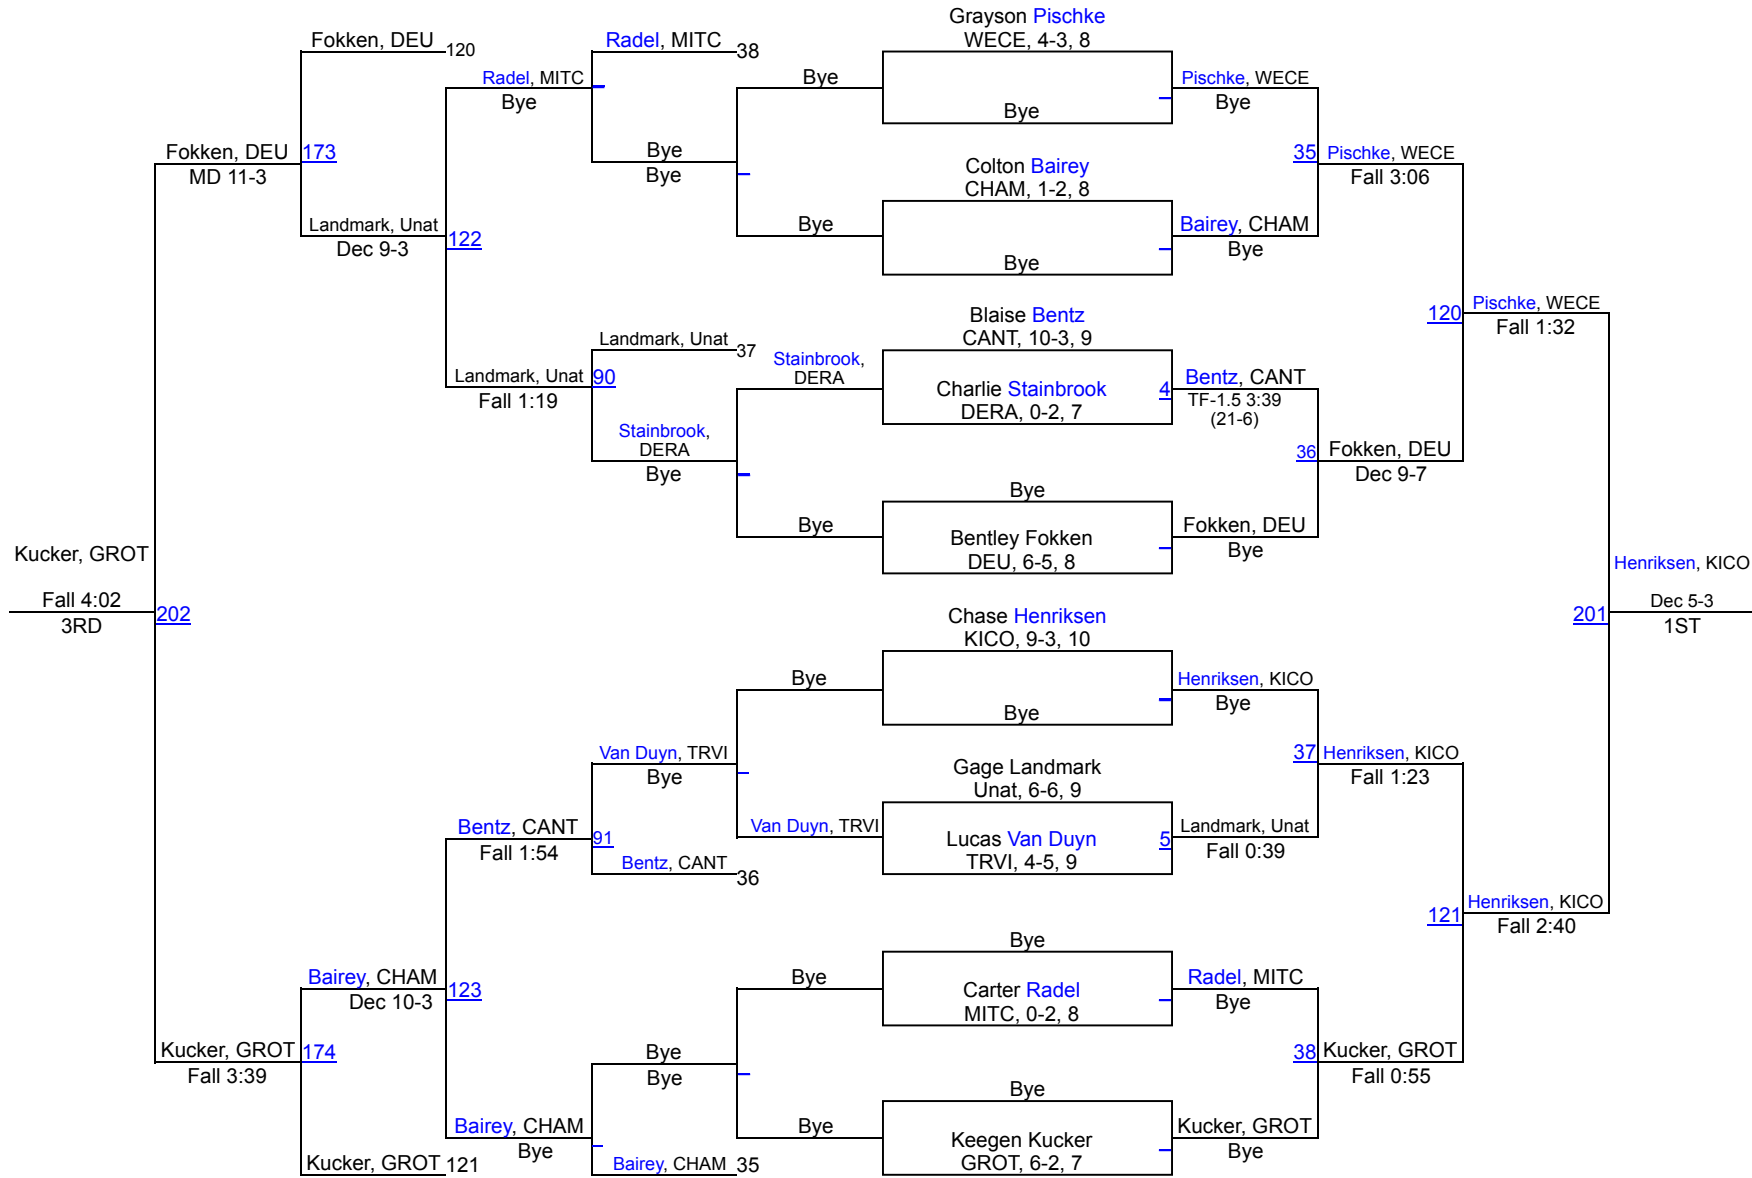 Grayson Pischke
WECE, 4-3, 8
Bye
Colton Bairey
CHAM, 1-2, 8
Bye
Blaise Bentz
CANT, 10-3, 9
Charlie Stainbrook
DERA, 0-2, 7
4
Bye
Bentley Fokken
DEU, 6-5, 8
Chase Henriksen
KICO, 9-3, 10
Bye
Gage Landmark
Unat, 6-6, 9
Lucas Van Duyn
TRVI, 4-5, 9
5
Bye
Carter Radel
MITC, 0-2, 8
Bye
Keegen Kucker
GROT, 6-2, 7
Pischke, WECE
Bye
Bairey, CHAM
Bye
Bentz, CANT
TF-1.5 3:39
(21-6)
Fokken, DEU
Bye
Henriksen, KICO
Bye
Landmark, Unat
Fall 0:39
Radel, MITC
Bye
Kucker, GROT
Bye
35
Pischke, WECE
Fall 3:06
36
Fokken, DEU
Dec 9-7
37
Henriksen, KICO
Fall 1:23
38
Kucker, GROT
Fall 0:55
120
Pischke, WECE
Fall 1:32
121
Henriksen, KICO
Fall 2:40
Henriksen, KICO
201
Dec 5-3
1ST
Bye
Bye
Stainbrook,
DERA
Bye
Bye
Van Duyn, TRVI
Bye
Bye
Radel, MITC
38
Bye
Bye
Landmark, Unat
37
Stainbrook,
DERA
Bye
Van Duyn, TRVI
Bye
Bentz, CANT
36
Bye
Bye
Bairey, CHAM
35
Radel, MITC
Bye
Landmark, Unat
90
Fall 1:19
Bentz, CANT
91
Fall 1:54
Bairey, CHAM
Bye
Fokken, DEU
120
Landmark, Unat
122
Dec 9-3
Bairey, CHAM
123
Dec 10-3
Kucker, GROT
121
Fokken, DEU
173
MD 11-3
Kucker, GROT
174
Fall 3:39
Kucker, GROT
Fall 4:02
202
3RD